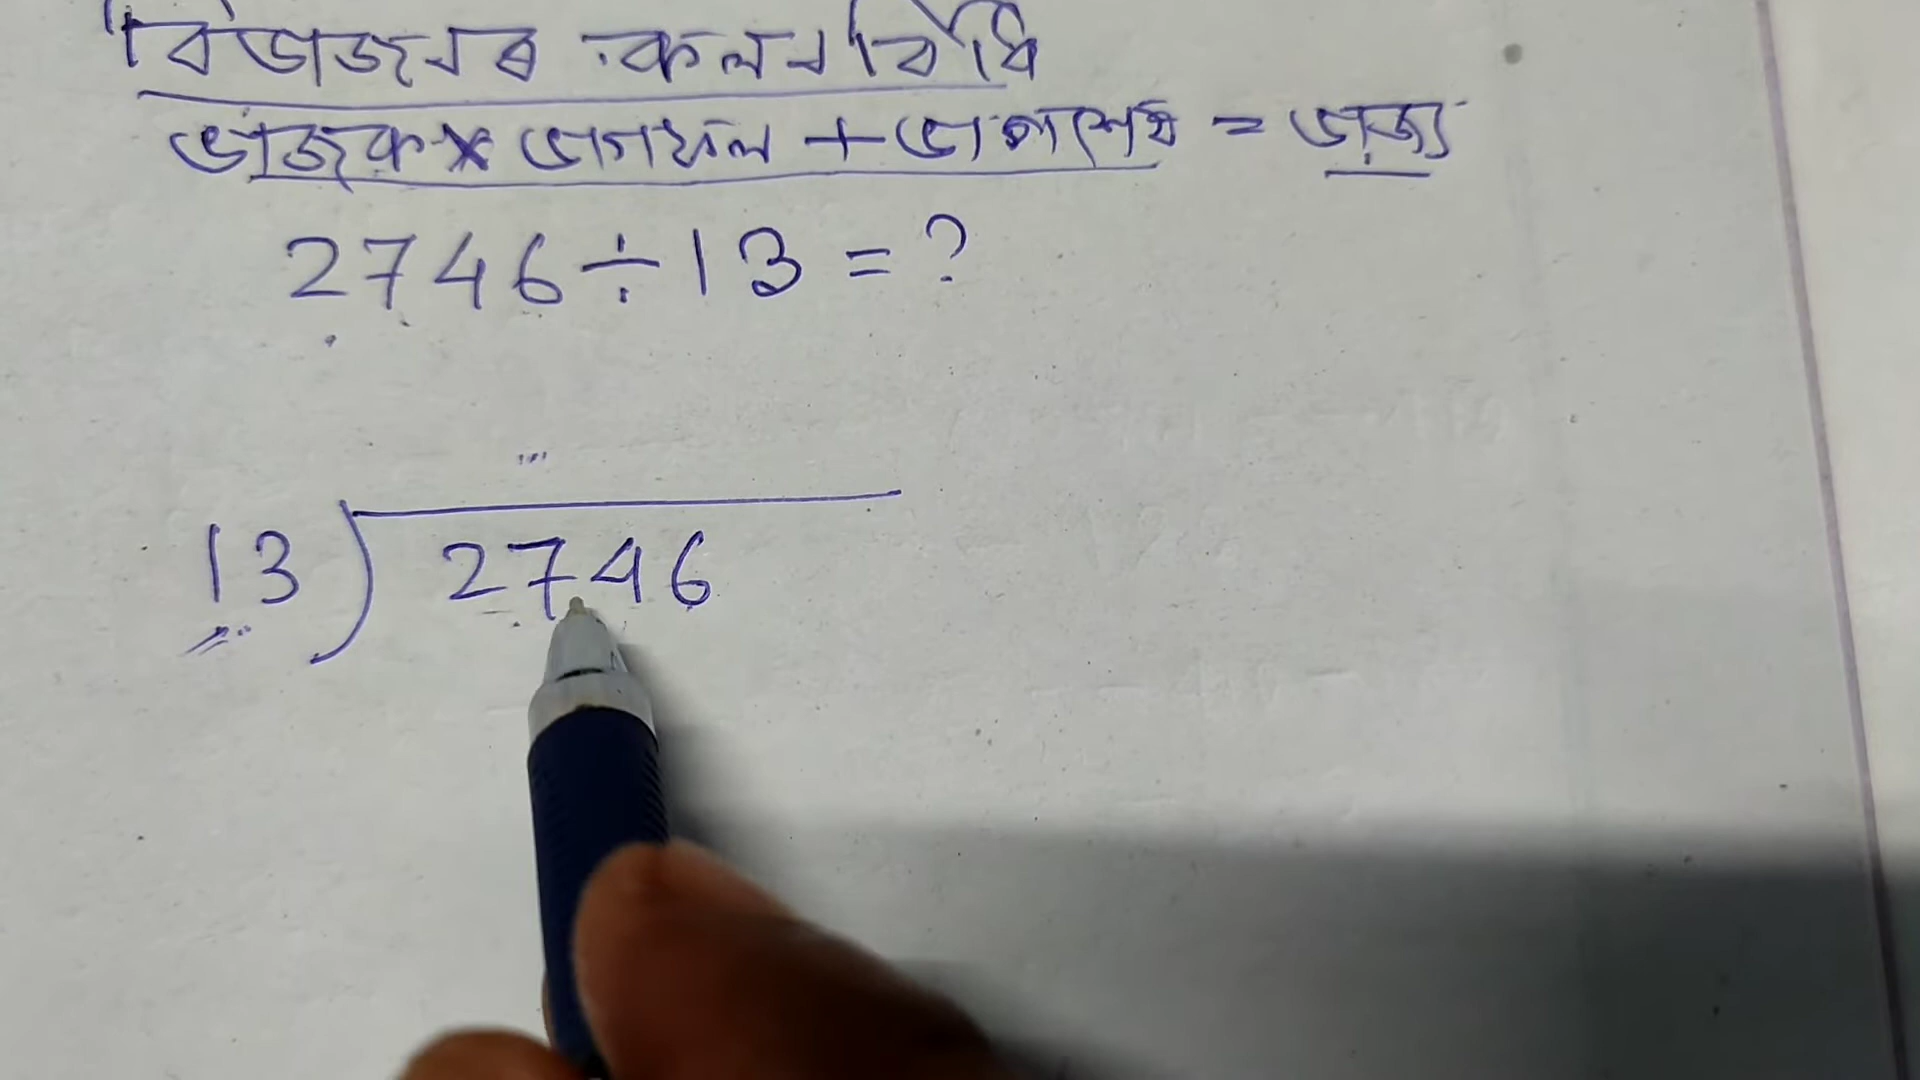 বিভাজনৰ কলনবিধি
ভাজক × ভাগফল + ভাগশেষ = ভাজ্য
2746 ÷ 13 = ?
13) 2746